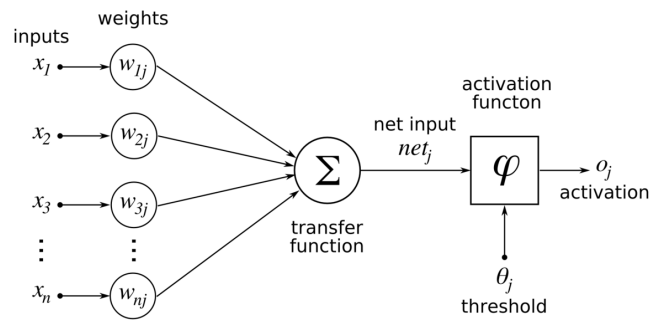 weights
inputs
x₁
w₁ⱼ
x₂
w₂ⱼ
x₃
w₃ⱼ
⋮
⋮
xₙ
wₙⱼ
Σ
transfer
function
net input
netⱼ
activation
functon
φ
oⱼ
activation
θⱼ
threshold